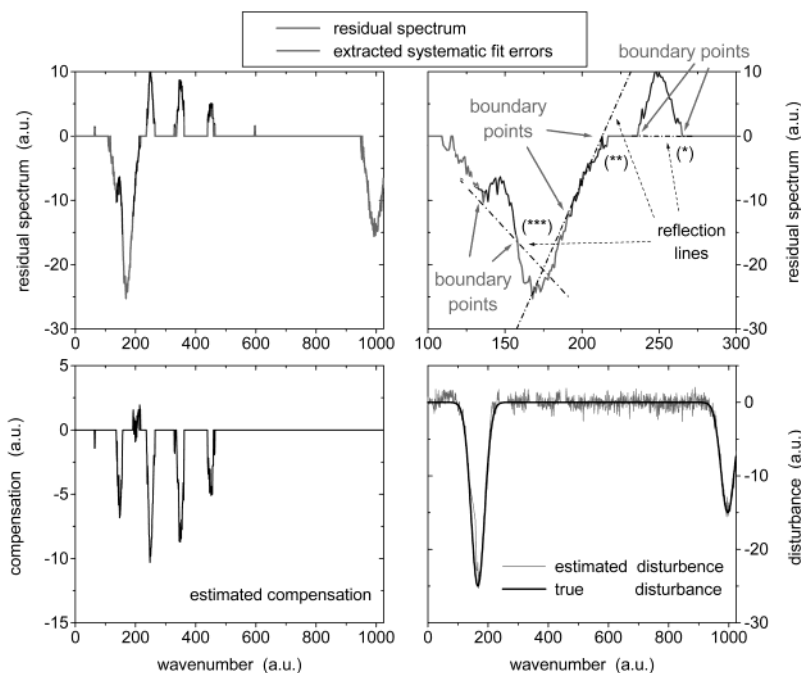 residual spectrum
extracted systematic fit errors
10
0
-10
-20
-30
0
200
400
600
800
1000
residual spectrum (a.u.)
boundary points
boundary
points
boundary
points
(*)
(**)
(***)
reflection
lines
10
0
-10
-20
-30
100
150
200
250
300
residual spectrum (a.u.)
5
0
-5
-10
-15
0
200
400
600
800
1000
compensation (a.u.)
estimated compensation
wavenumber (a.u.)
0
-10
-20
-30
0
200
400
600
800
1000
disturbance (a.u.)
estimated disturbence
true disturbance
wavenumber (a.u.)